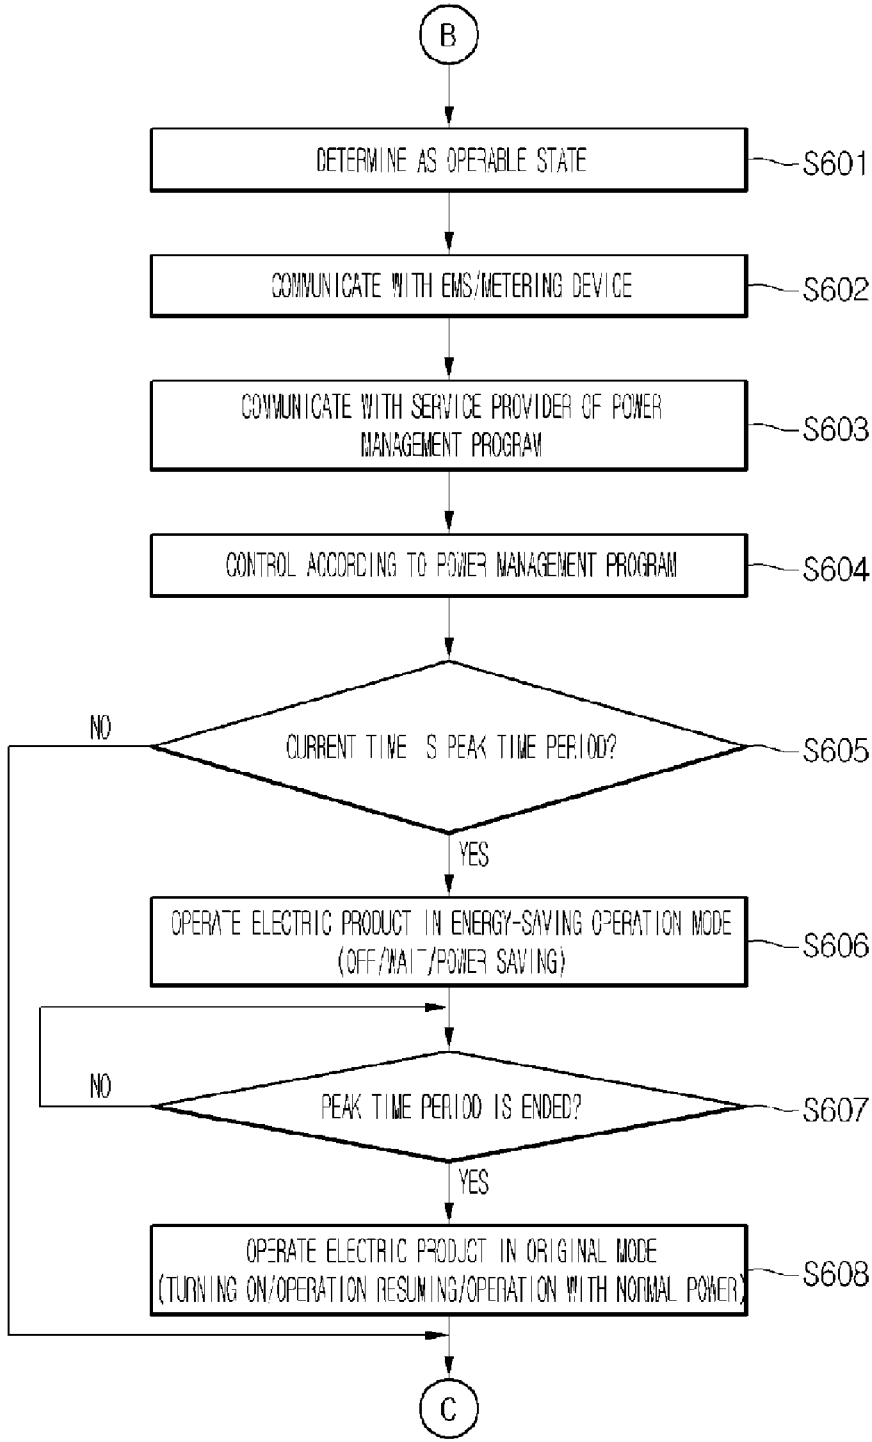 B
DETERMINE AS OPERABLE STATE
S601
COMMUNICATE WITH EMS/METERING DEVICE
S602
COMMUNICATE WITH SERVICE PROVIDER OF POWER
MANAGEMENT PROGRAM
S603
CONTROL ACCORDING TO POWER MANAGEMENT PROGRAM
S604
NO
CURRENT TIME IS PEAK TIME PERIOD?
S605
YES
OPERATE ELECTRIC PRODUCT IN ENERGY-SAVING OPERATION MODE
(OFF/WAIT/POWER SAVING)
S606
NO
PEAK TIME PERIOD IS ENDED?
S607
YES
OPERATE ELECTRIC PRODUCT IN ORIGINAL MODE
(TURNING ON/OPERATION RESUMING/OPERATION WITH NORMAL POWER)
S608
C